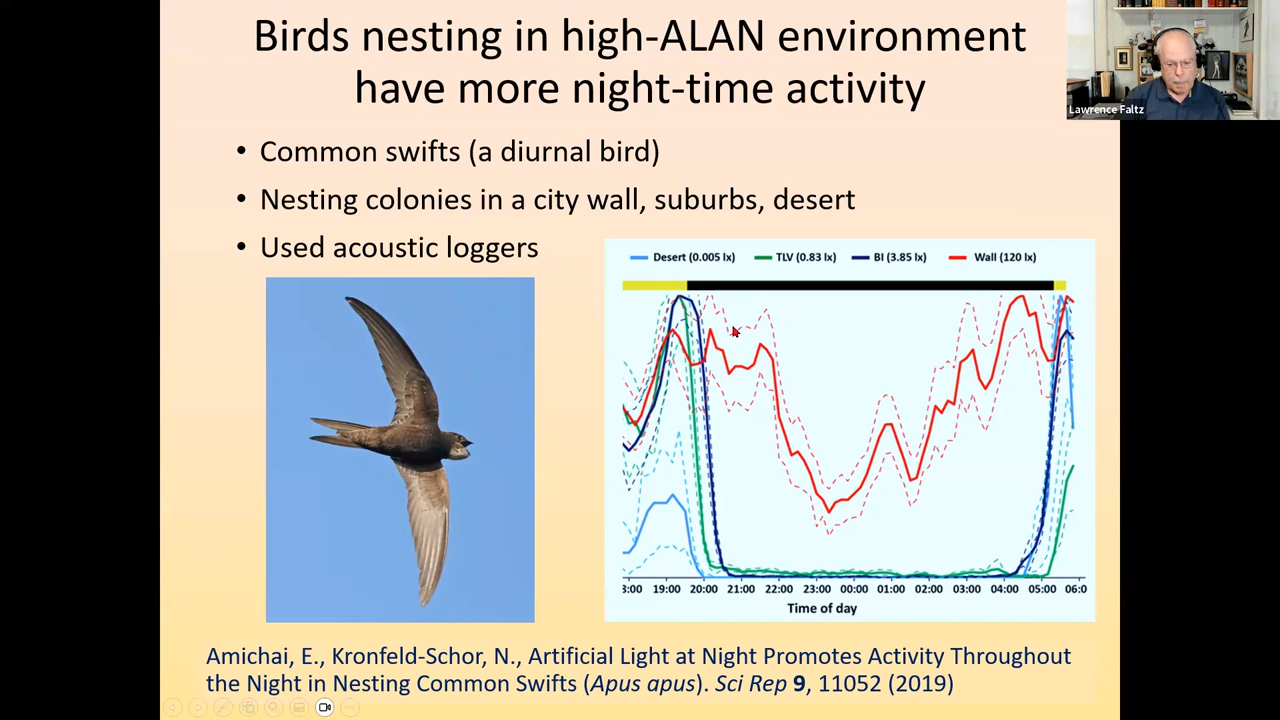 Birds nesting in high-ALAN environment
have more night-time activity
Lawrence Faltz
• Common swifts (a diurnal bird)
• Nesting colonies in a city wall, suburbs, desert
• Used acoustic loggers
Desert (0.005 lx) TLV (0.83 lx) BI (3.85 lx) Wall (120 lx)
3:00 19:00 20:00 21:00 22:00 23:00 00:00 01:00 02:00 03:00 04:00 05:00 06:0
Time of day
Amichai, E., Kronfeld-Schor, N., Artificial Light at Night Promotes Activity Throughout
the Night in Nesting Common Swifts (Apus apus). Sci Rep 9, 11052 (2019)